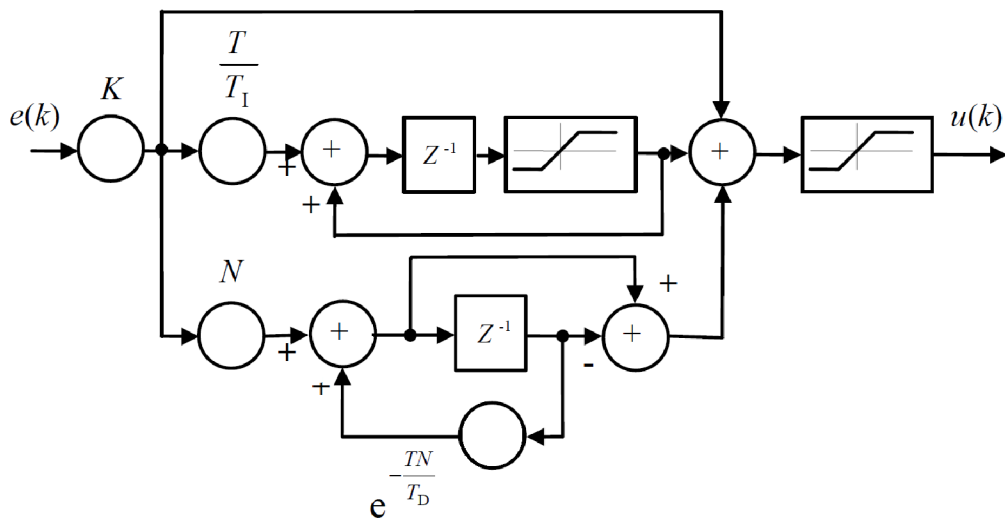 e(k)
K
T
T_I
+
+
+
Z^-1
+
u(k)
N
+
+
+
Z^-1
-
+
+
e^-TN/T_D